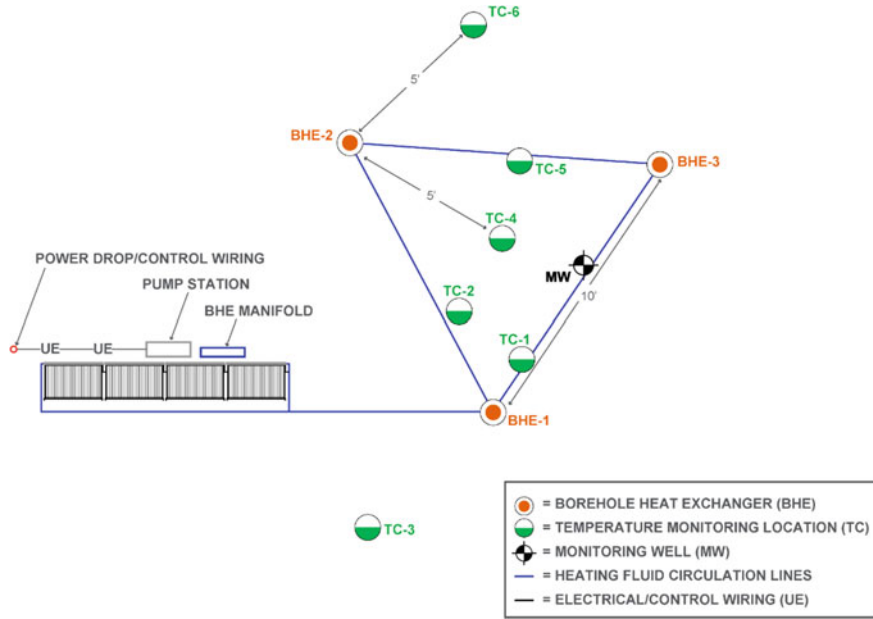 TC-6
5'
BHE-2
BHE-3
TC-5
5'
TC-4
POWER DROP/CONTROL WIRING
PUMP STATION
BHE MANIFOLD
MW
10'
TC-2
TC-1
UE UE
BHE-1
TC-3
= BOREHOLE HEAT EXCHANGER (BHE)
= TEMPERATURE MONITORING LOCATION (TC)
= MONITORING WELL (MW)
= HEATING FLUID CIRCULATION LINES
= ELECTRICAL/CONTROL WIRING (UE)